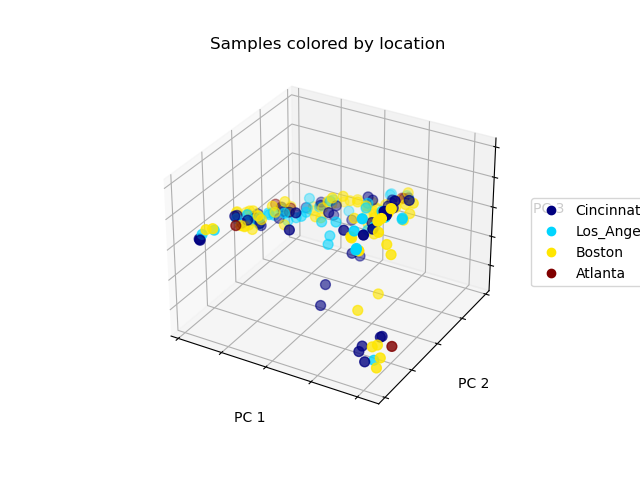 Samples colored by location
PC 3
Cincinnat
Los_Ange
Boston
Atlanta
PC 2
PC 1